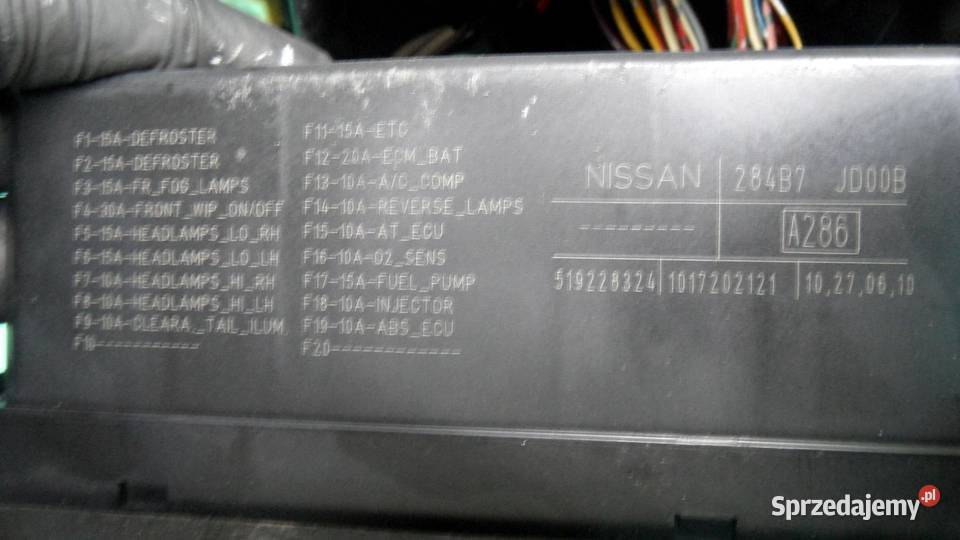 F1-15A-DEFROSTER
F2-15A-DEFROSTER
F3-15A-FR_FOG_LAMPS
F4-30A-FRONT_WIP_ON/OFF
F5-15A-HEADLAMPS_LO_RH
F6-15A-HEADLAMPS_LO_LH
F7-10A-HEADLAMPS_HI_RH
F8-10A-HEADLAMPS_HI_LH
F9-10A-CLEARA._TAIL_ILUM
F10-----------
F11-15A-ETC
F12-20A-ECM_BAT
F13-10A-A/C_COMP
F14-10A-REVERSE_LAMPS
F15-10A-AT_ECU
F16-10A-O2_SENS
F17-15A-FUEL_PUMP
F18-10A-INJECTOR
F19-10A-ABS_ECU
F20--------------
NISSAN 284B7 JD00B
--------- A286
519228324 1017202121 10,27,06,10
Sprzedajemy.pl